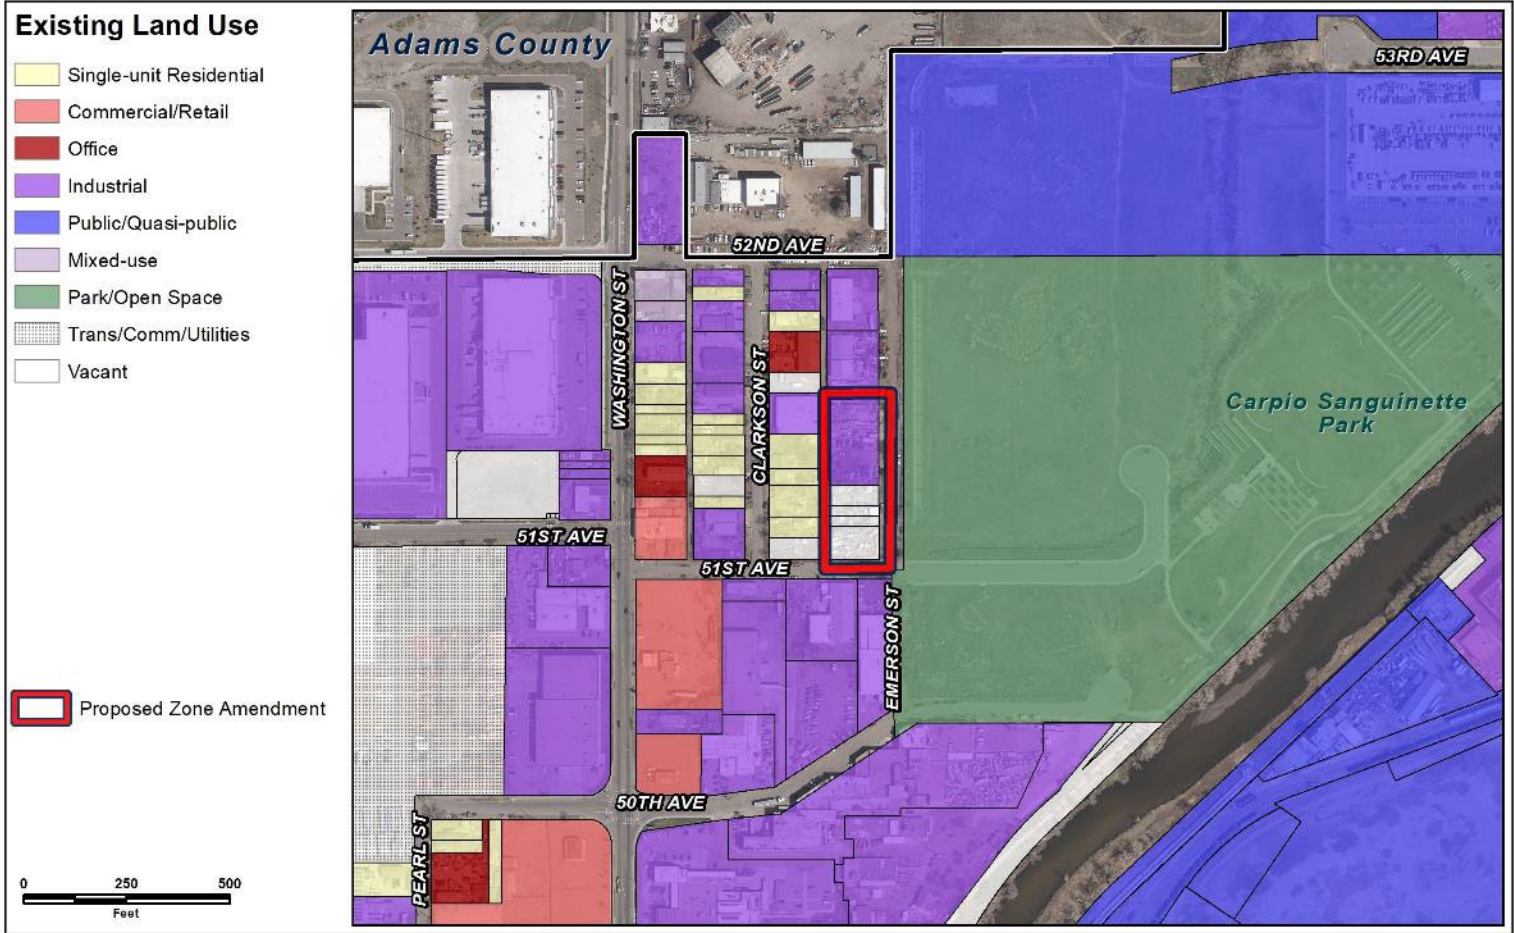 Existing Land Use
Single-unit Residential
Commercial/Retail
Office
Industrial
Public/Quasi-public
Mixed-use
Park/Open Space
Trans/Comm/Utilities
Vacant
Proposed Zone Amendment
0 250 500
Feet
Adams County
53RD AVE
52ND AVE
WASHINGTON ST
CLARKSON ST
Carpio Sanguinette
Park
51ST AVE
51ST AVE
EMERSON ST
50TH AVE
PEARL ST